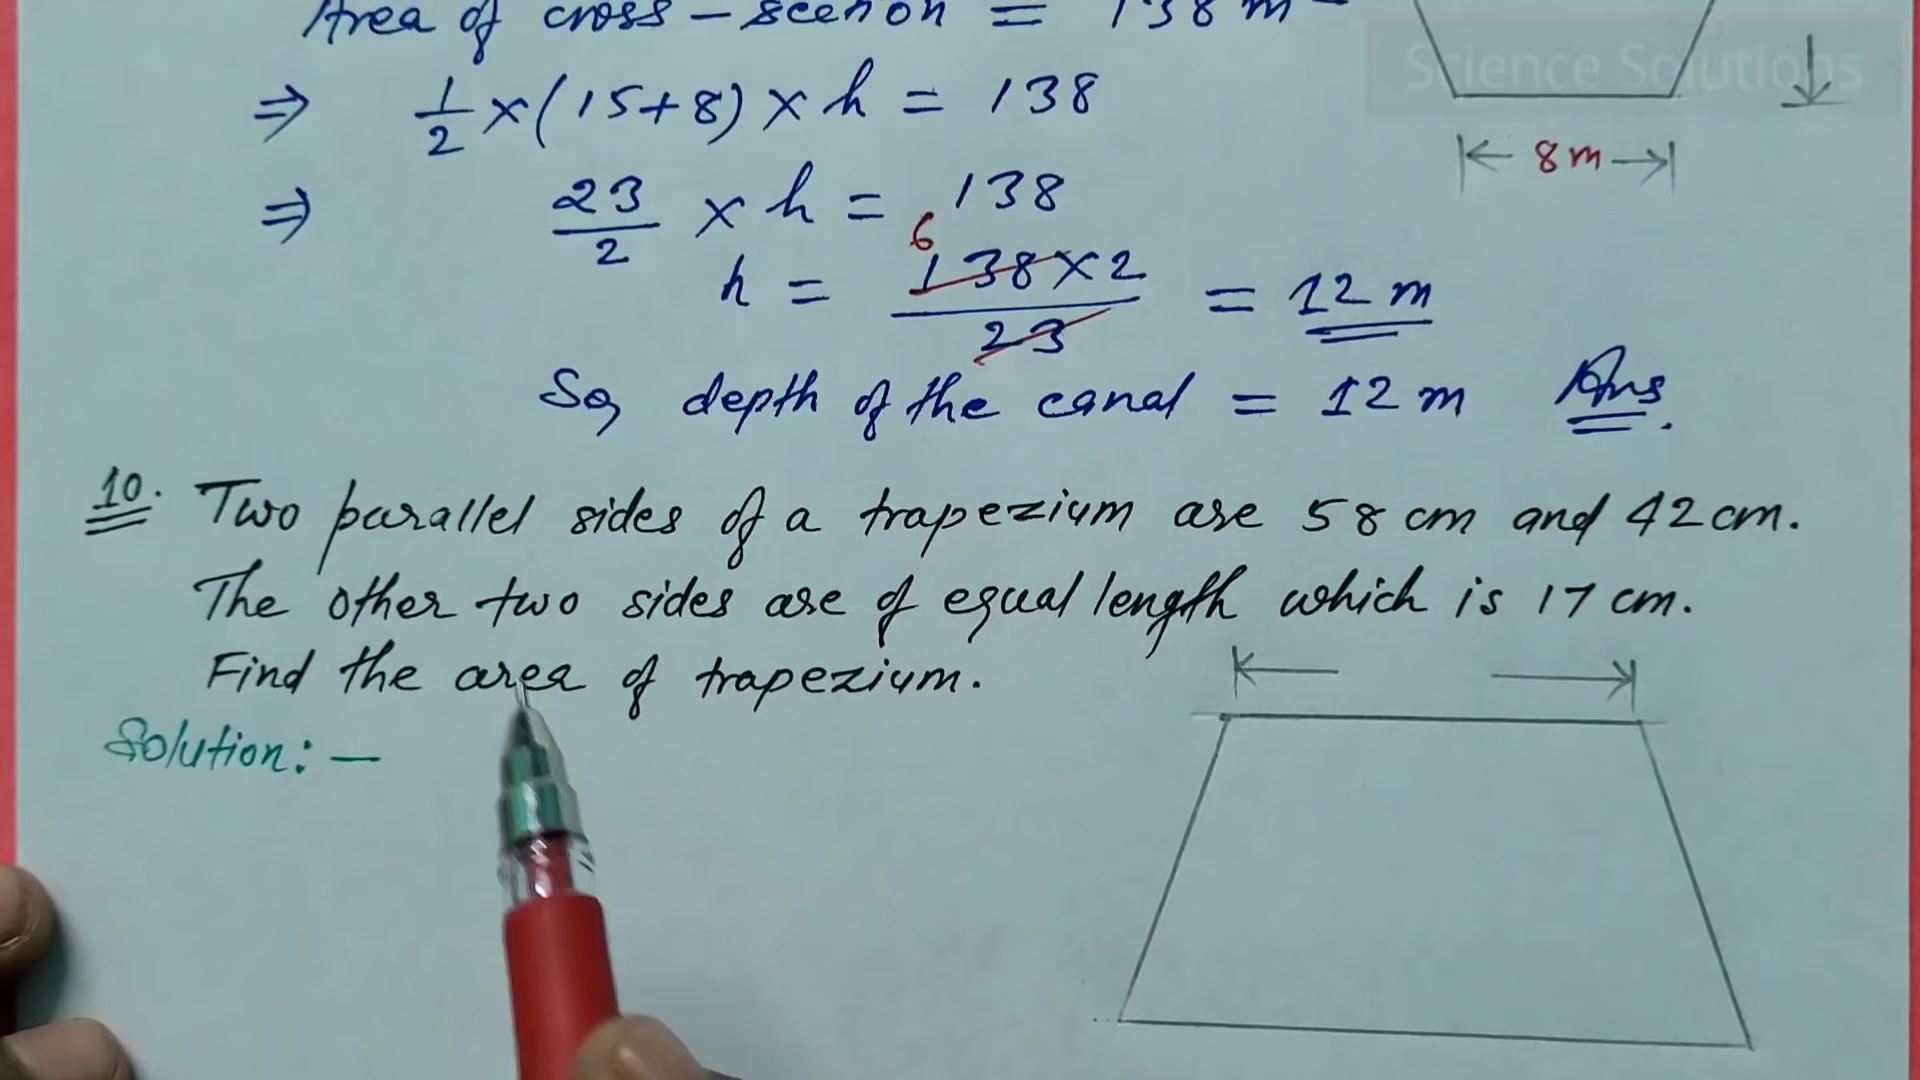 Area of cross-section = 138 m
Science Solutions
⇒ 1/2 × (15+8) × h = 138
8 m
⇒ 23/2 × h = 138
6
h = 138×2/23 = 12 m
So, depth of the canal = 12 m Ans.
10. Two parallel sides of a trapezium are 58 cm and 42 cm.
The other two sides are of equal length which is 17 cm.
Find the area of trapezium.
Solution:-